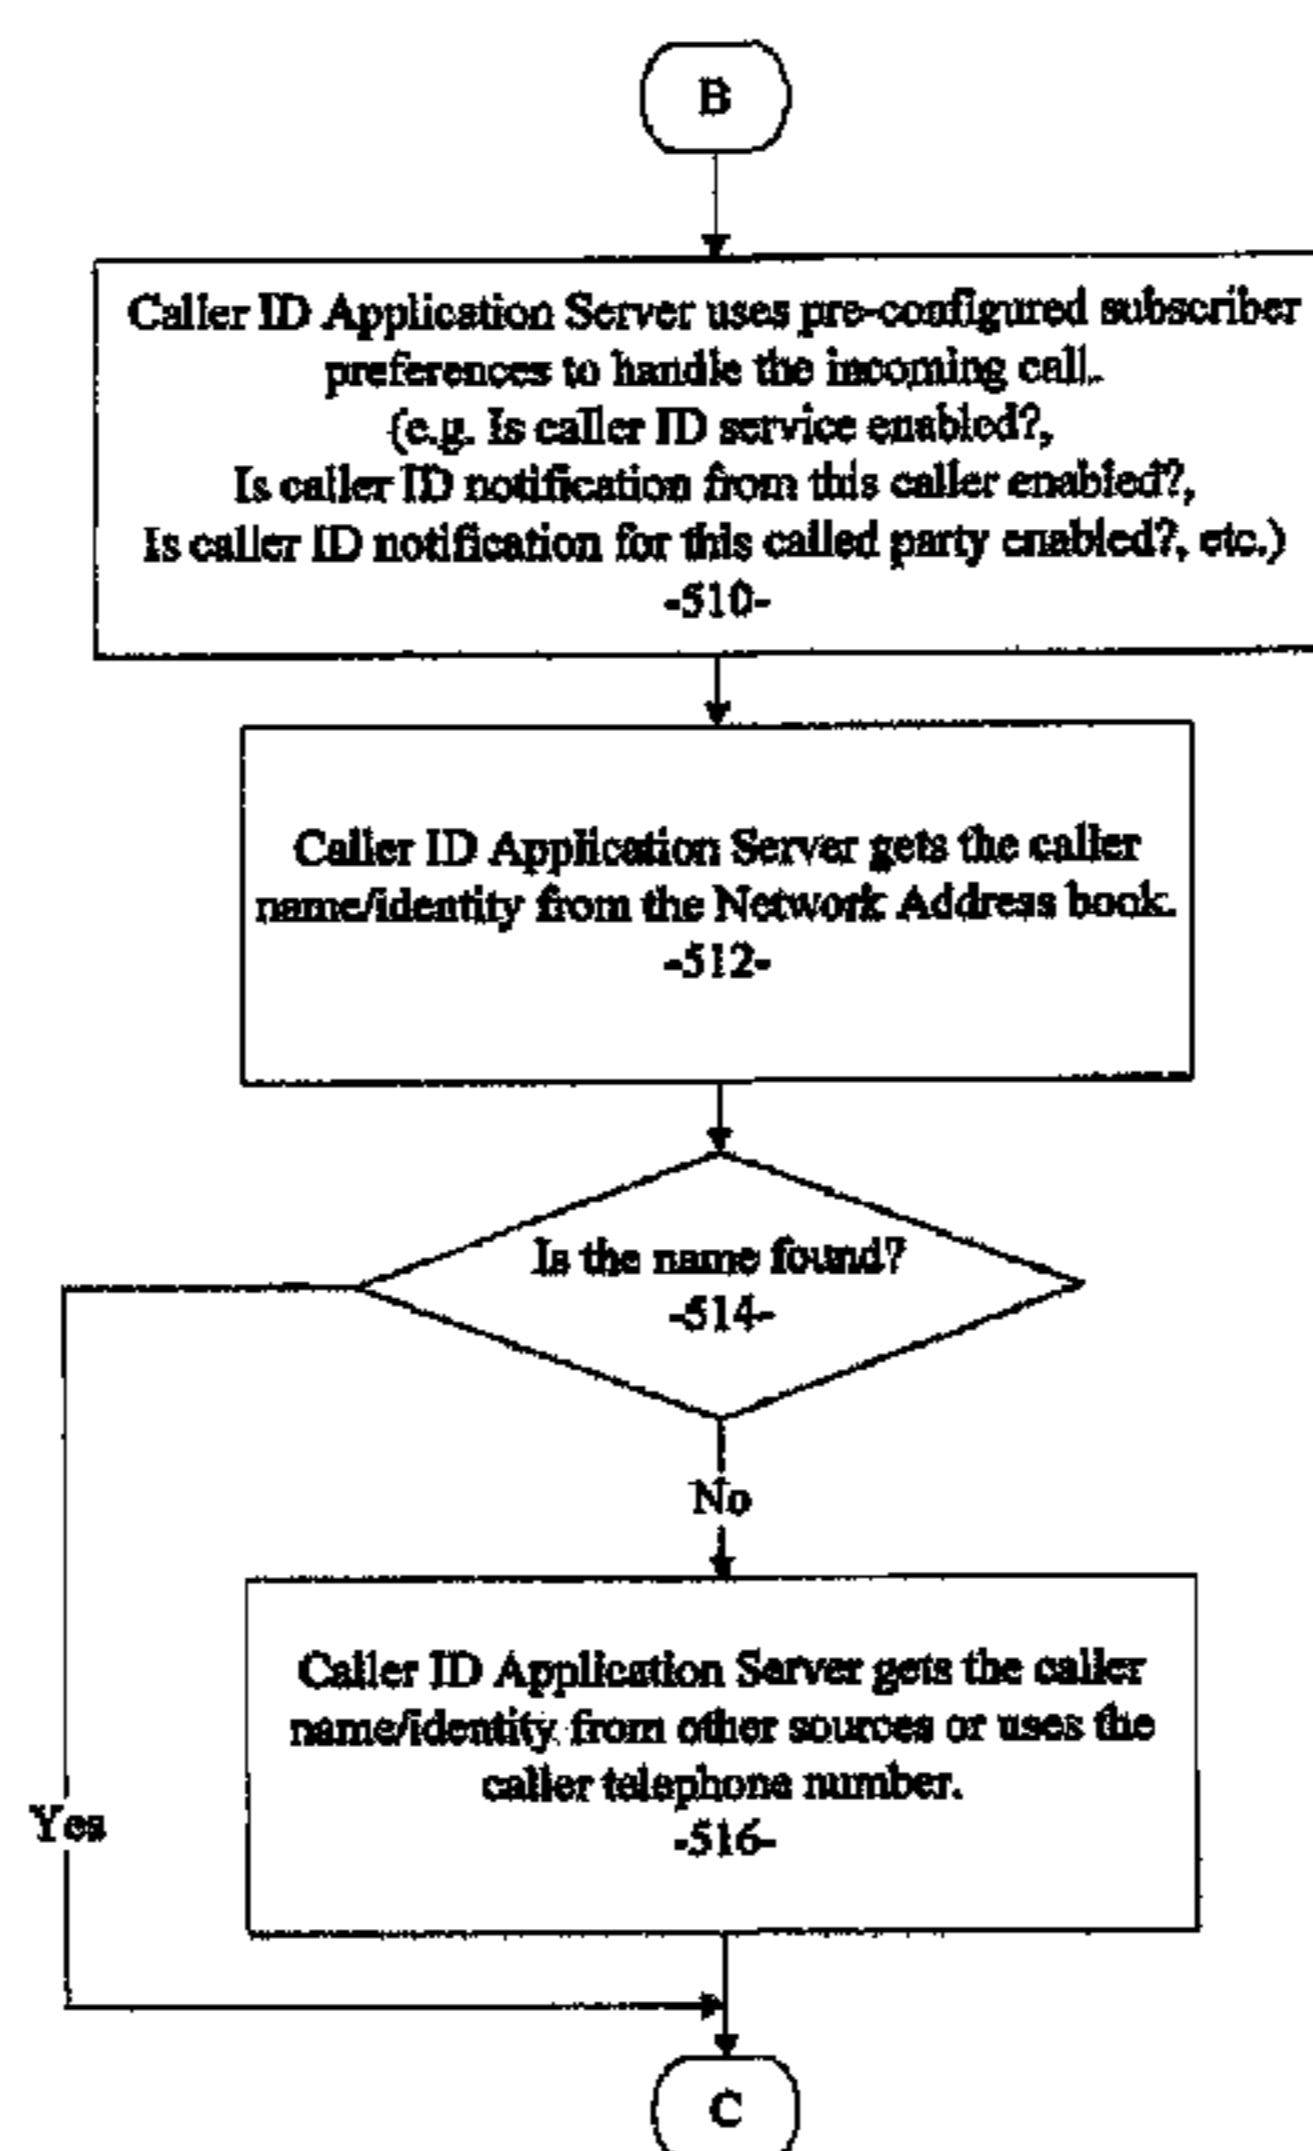 B
Caller ID Application Server uses pre-configured subscriber
preferences to handle the incoming call.
(e.g. Is caller ID service enabled?,
Is caller ID notification from this caller enabled?,
Is caller ID notification for this called party enabled?, etc.)
-510-
Caller ID Application Server gets the caller
name/identity from the Network Address book.
-512-
Is the name found?
-514-
No
Caller ID Application Server gets the caller
name/identity from other sources or uses the
caller telephone number.
-516-
Yes
C